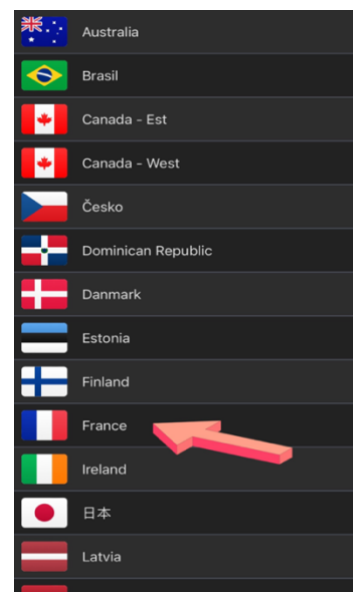 Australia
Brasil
Canada - Est
Canada - West
Česko
Dominican Republic
Danmark
Estonia
Finland
France
Ireland
日本
Latvia